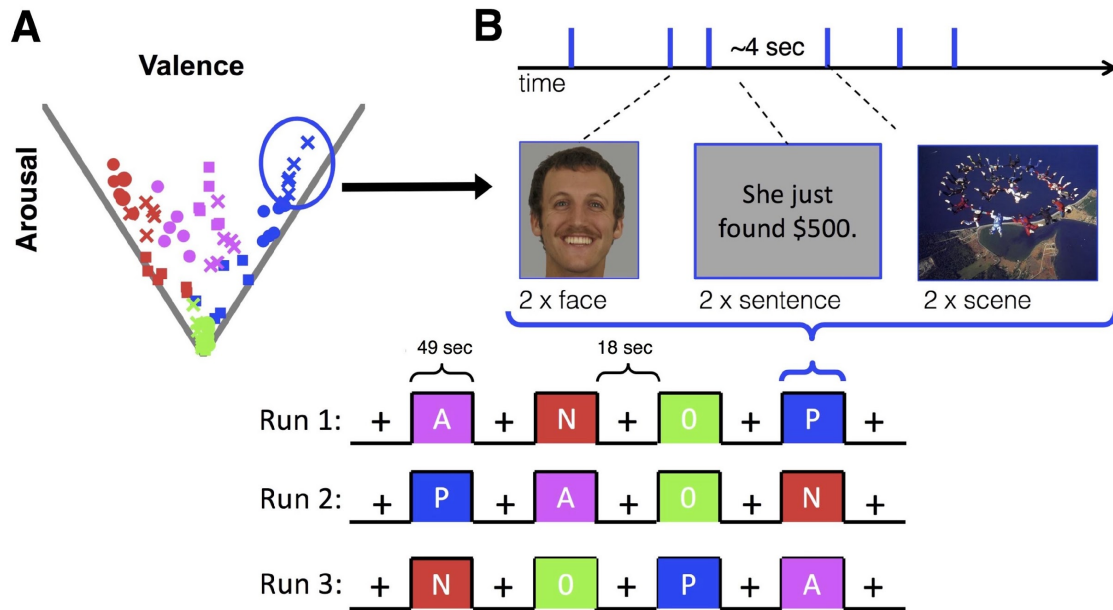 A
Valence
Arousal
B
~4 sec
time
She just
found $500.
2 x face
2 x sentence
2 x scene
49 sec
18 sec
Run 1: + A + N + 0 + P +
Run 2: + P + A + 0 + N +
Run 3: + N + 0 + P + A +